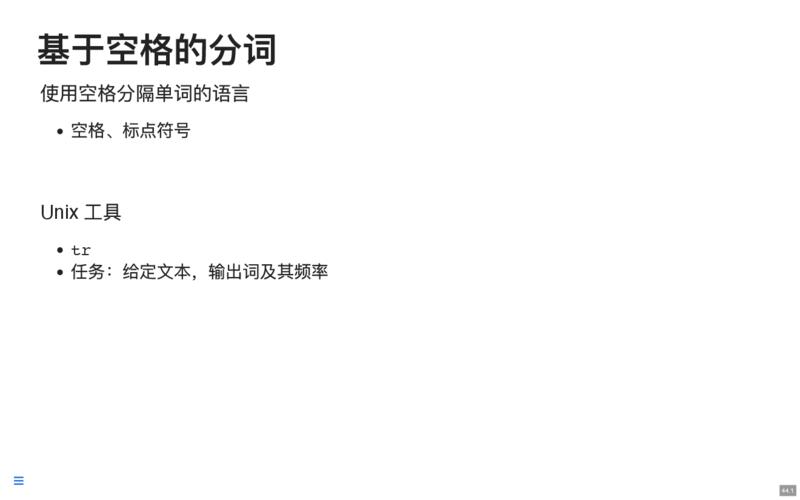 基于空格的分词
使用空格分隔单词的语言
• 空格、标点符号
Unix 工具
• tr
• 任务：给定文本，输出词及其频率
44.1